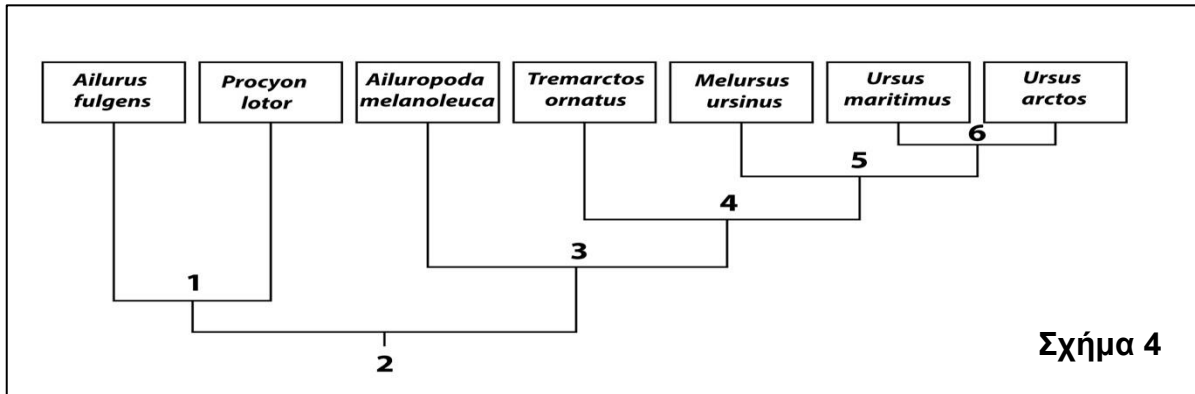 Ailurus
fulgens
Procyon
lotor
Ailuropoda
melanoleuca
Tremarctos
ornatus
Melursus
ursinus
Ursus
maritimus
Ursus
arctos
6
5
4
3
1
2
Σχήμα 4